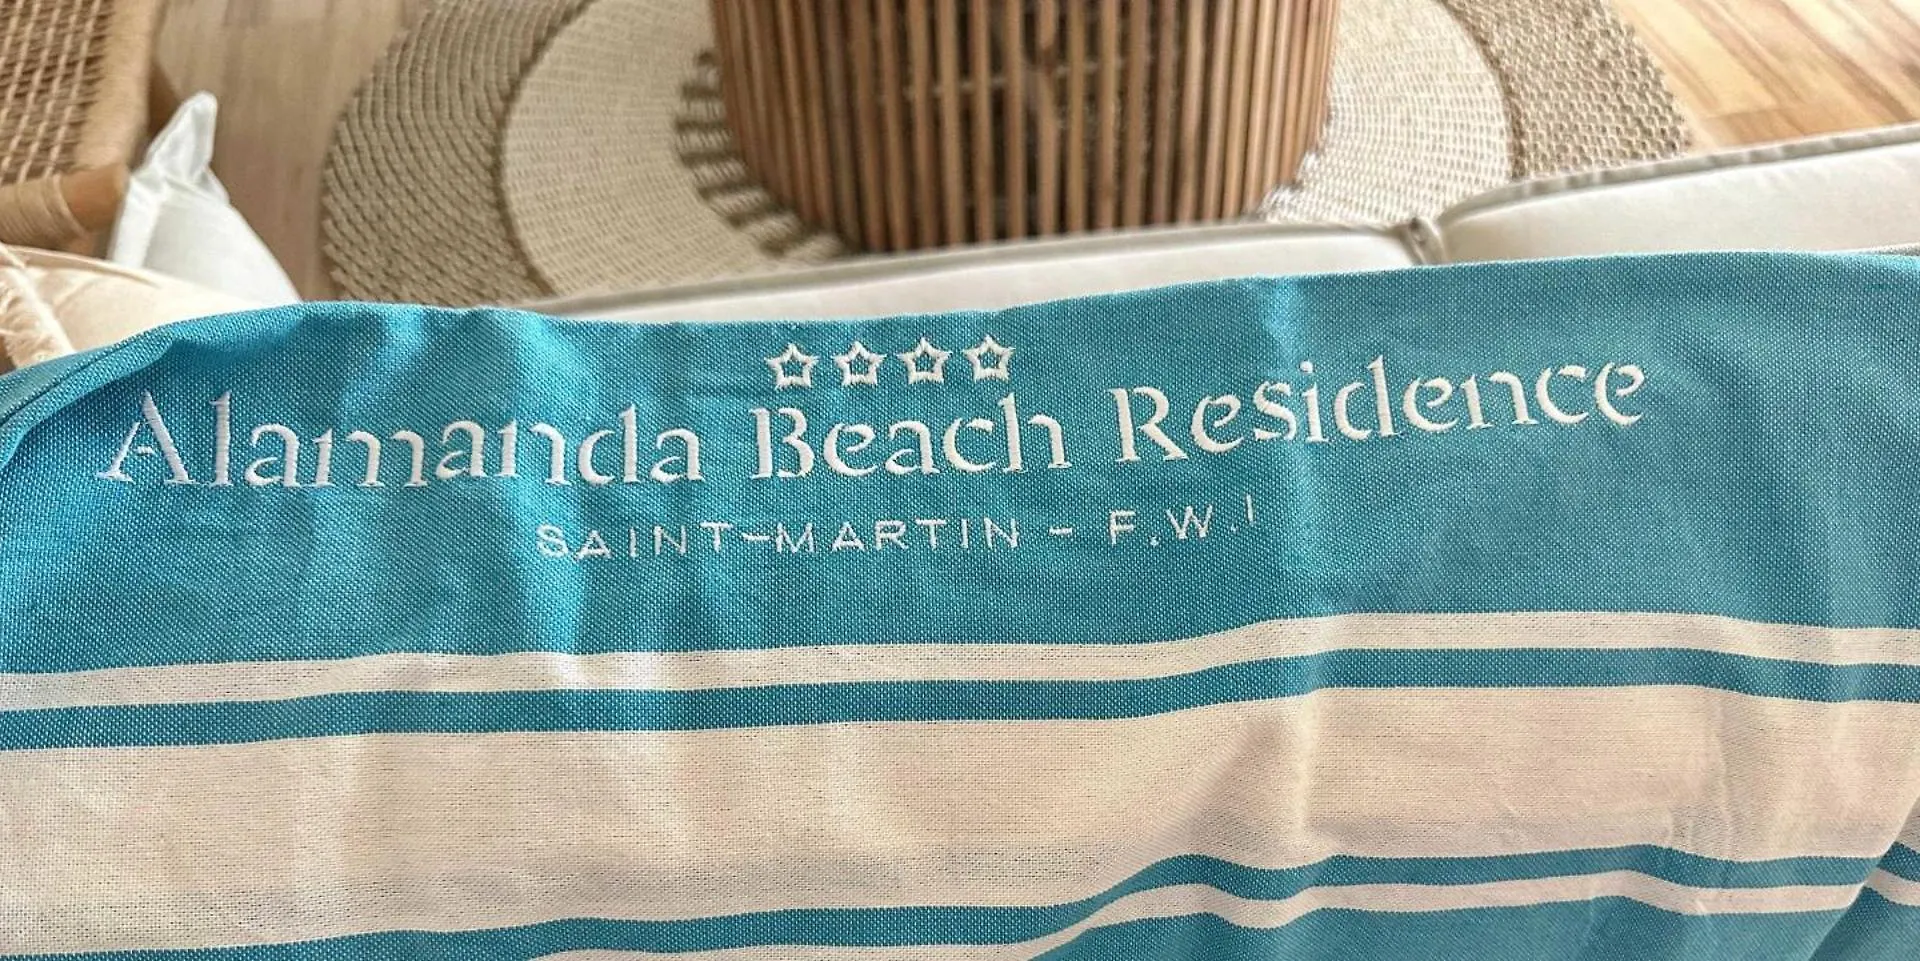 Alamanda Beach Residence
SAINT-MARTIN - F.W.I